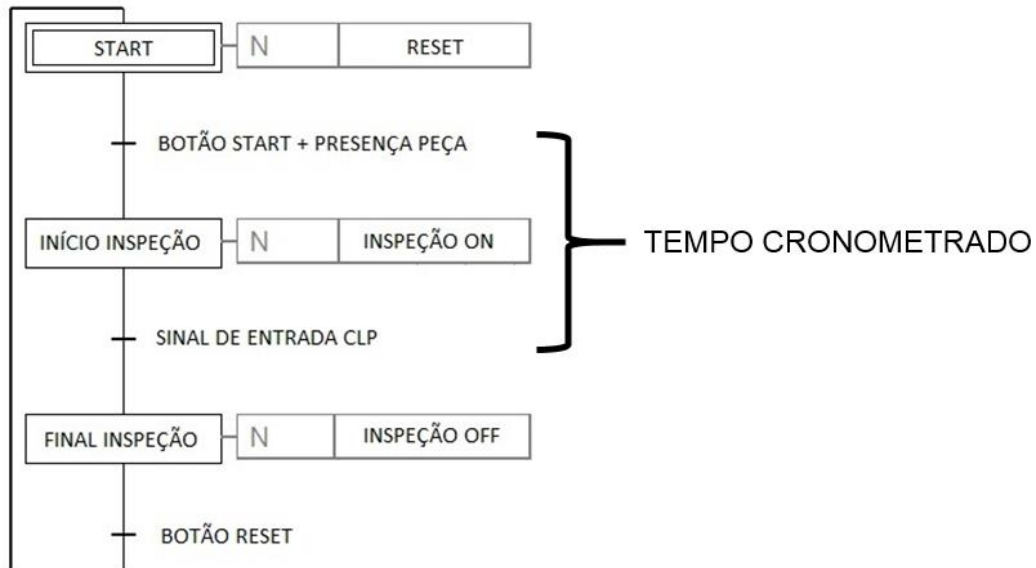 START N RESET
BOTÃO START + PRESENÇA PEÇA
TEMPO CRONOMETRADO
INÍCIO INSPEÇÃO N INSPEÇÃO ON
SINAL DE ENTRADA CLP
FINAL INSPEÇÃO N INSPEÇÃO OFF
BOTÃO RESET